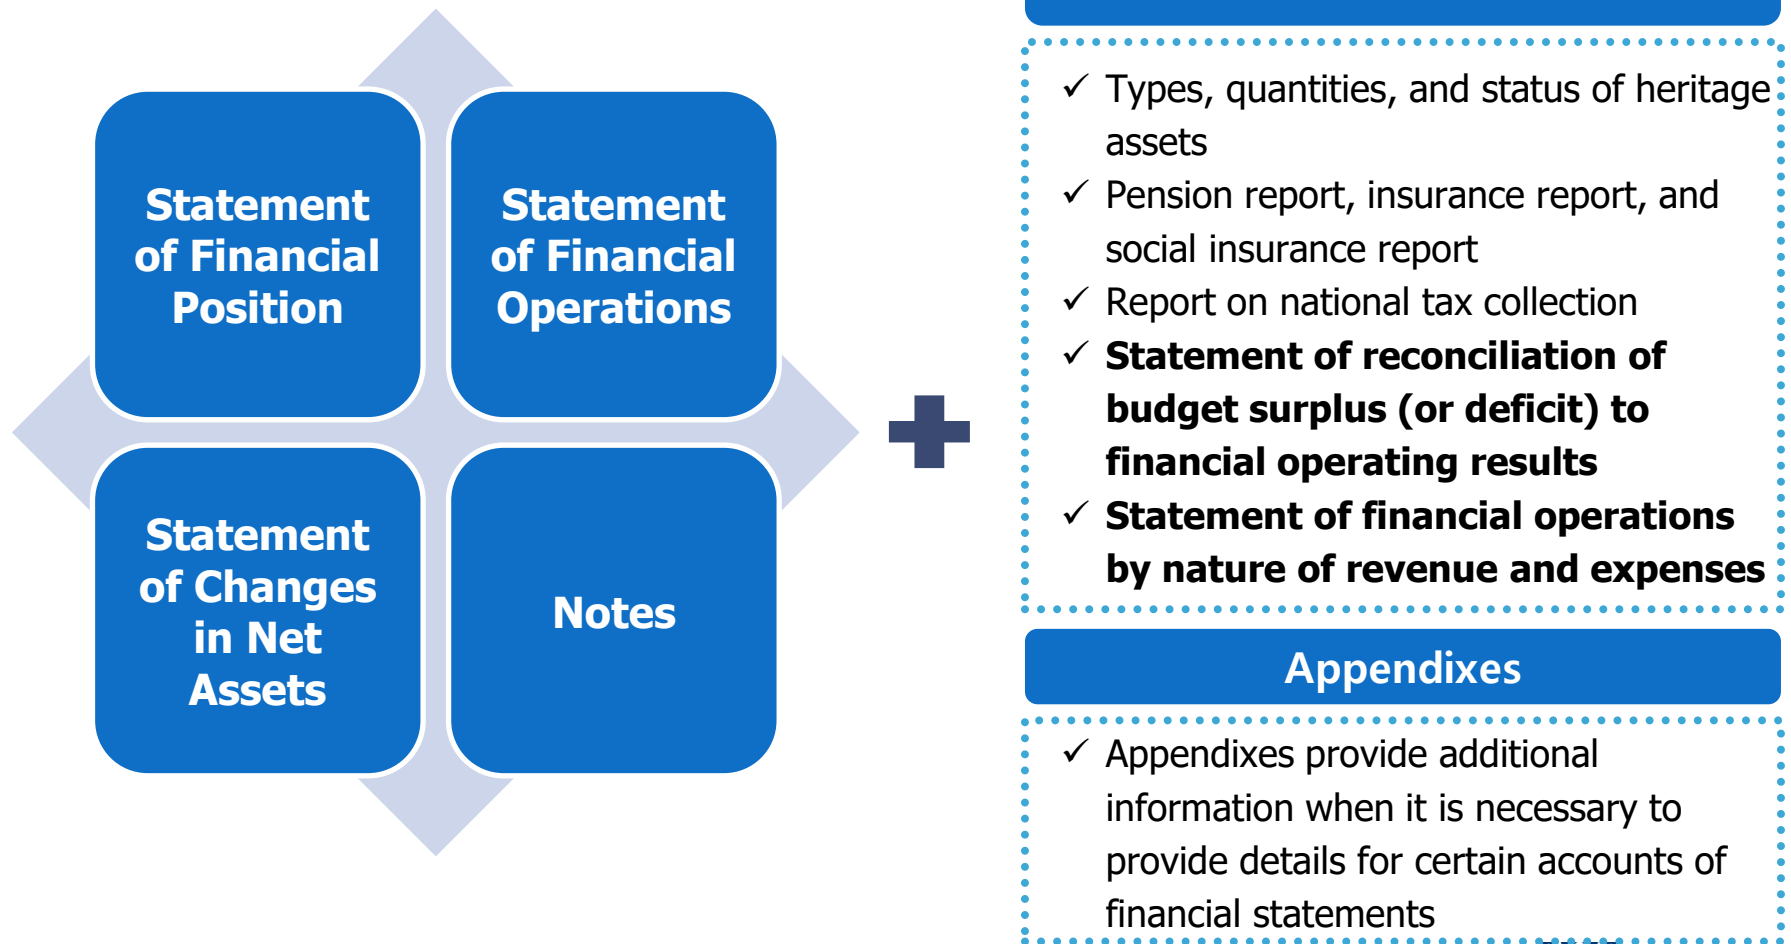 Statement
of Financial
Position
Statement
of Financial
Operations
Statement
of Changes
in Net
Assets
Notes
✓ Types, quantities, and status of heritage
assets
✓ Pension report, insurance report, and
social insurance report
✓ Report on national tax collection
✓ Statement of reconciliation of
budget surplus (or deficit) to
financial operating results
✓ Statement of financial operations
by nature of revenue and expenses
Appendixes
✓ Appendixes provide additional
information when it is necessary to
provide details for certain accounts of
financial statements